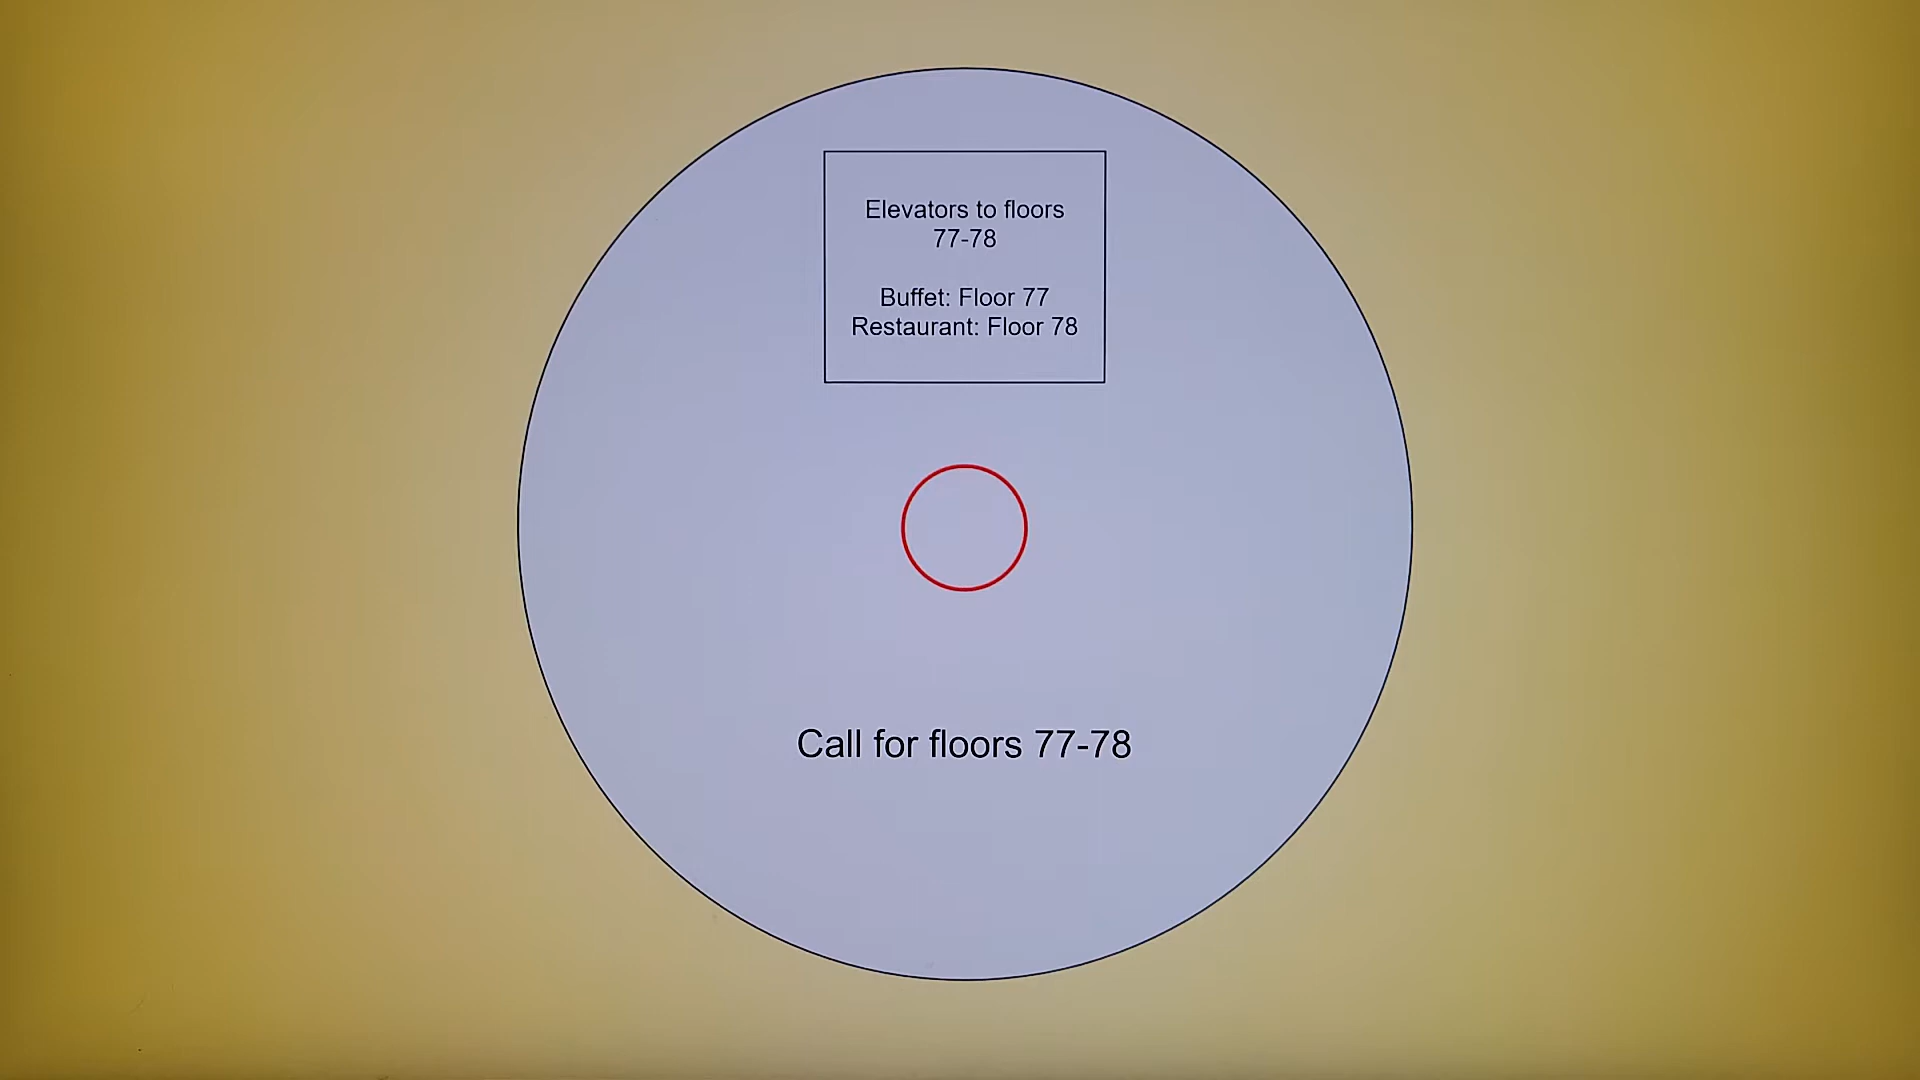 Elevators to floors
77-78
Buffet: Floor 77
Restaurant: Floor 78
Call for floors 77-78